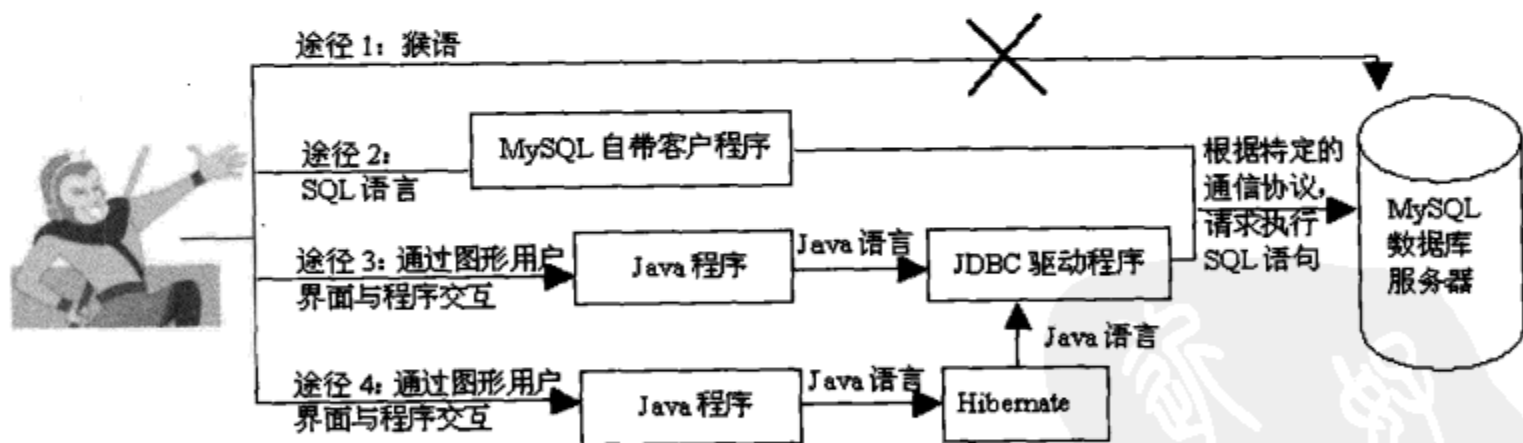 途径 1：猴语
途径 2：
SQL 语言
MySQL 自带客户程序
根据特定的
通信协议，
请求执行
SQL 语句
MySQL
数据库
服务器
途径 3：通过图形用户
界面与程序交互
Java 程序
Java 语言
JDBC 驱动程序
Java 语言
途径 4：通过图形用户
界面与程序交互
Java 程序
Java 语言
Hibernate